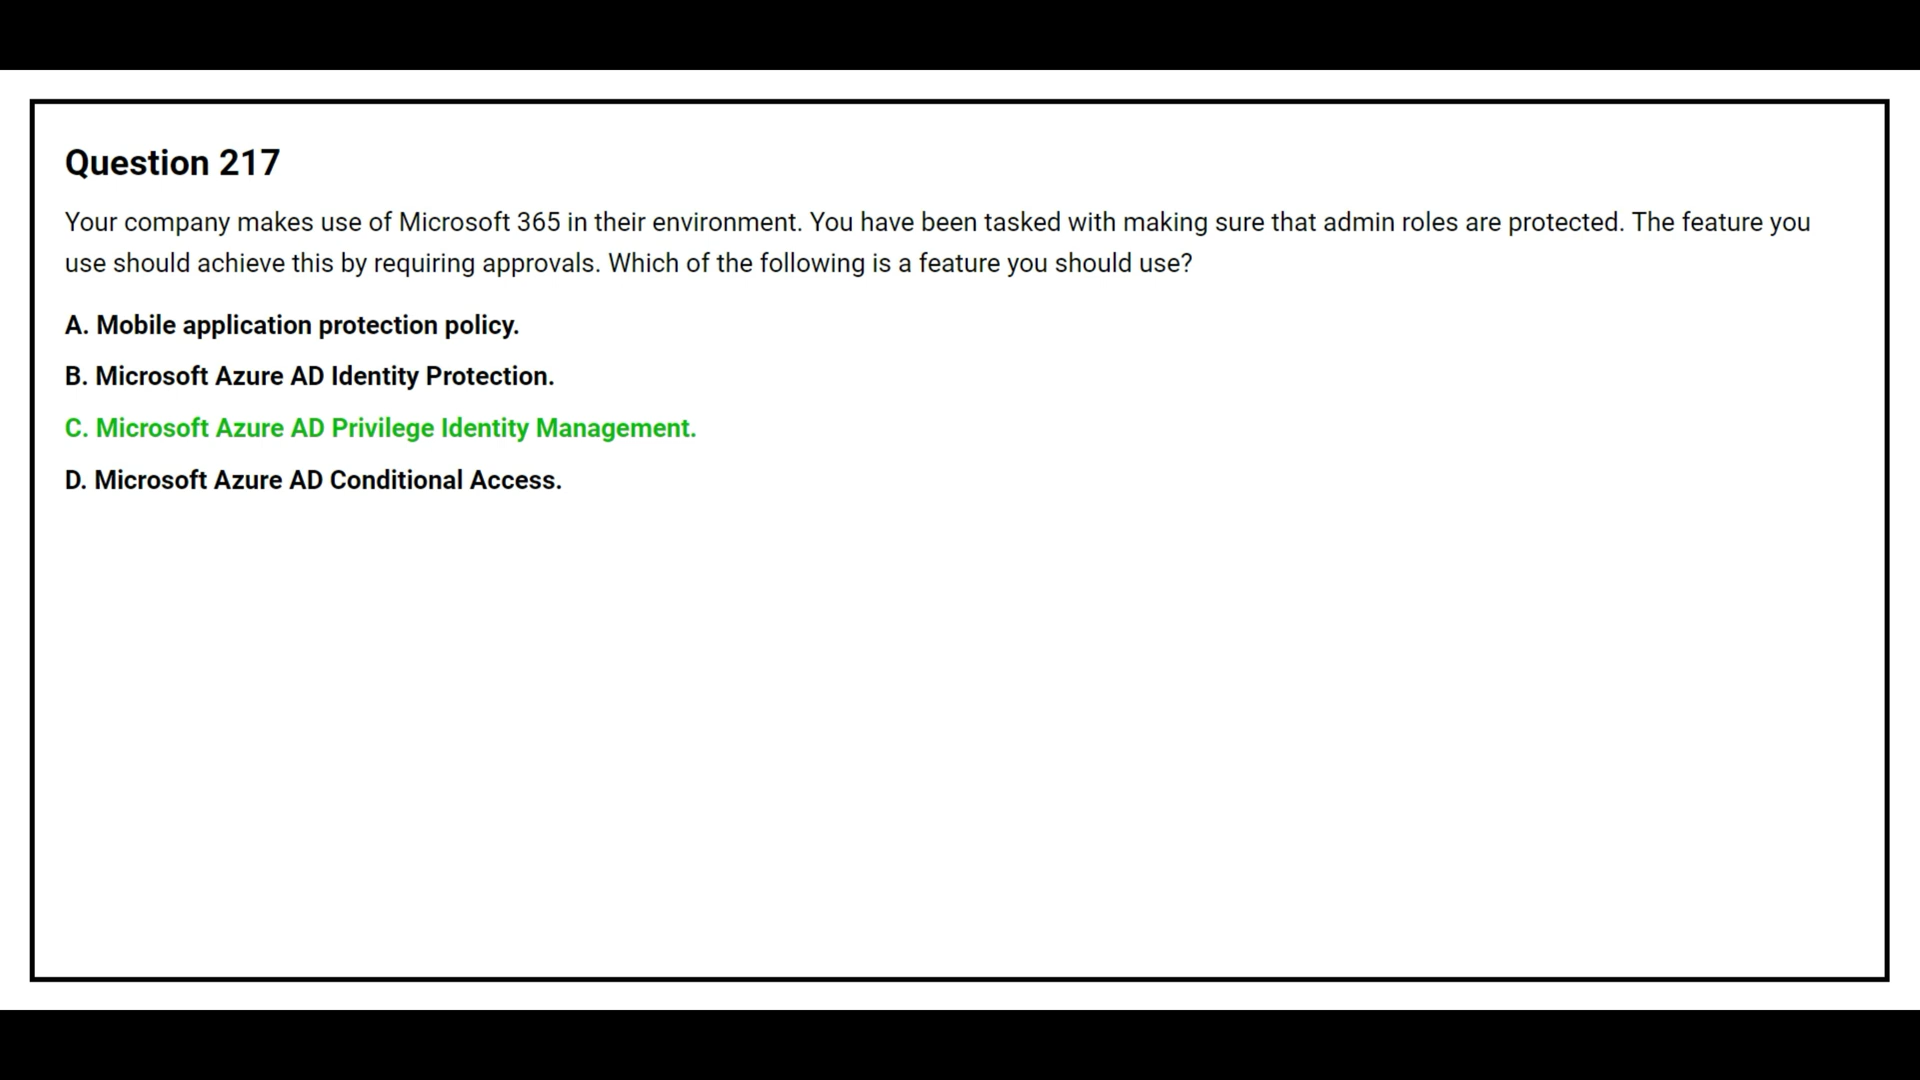 Question 217
Your company makes use of Microsoft 365 in their environment. You have been tasked with making sure that admin roles are protected. The feature you
use should achieve this by requiring approvals. Which of the following is a feature you should use?
A. Mobile application protection policy.
B. Microsoft Azure AD Identity Protection.
C. Microsoft Azure AD Privilege Identity Management.
D. Microsoft Azure AD Conditional Access.